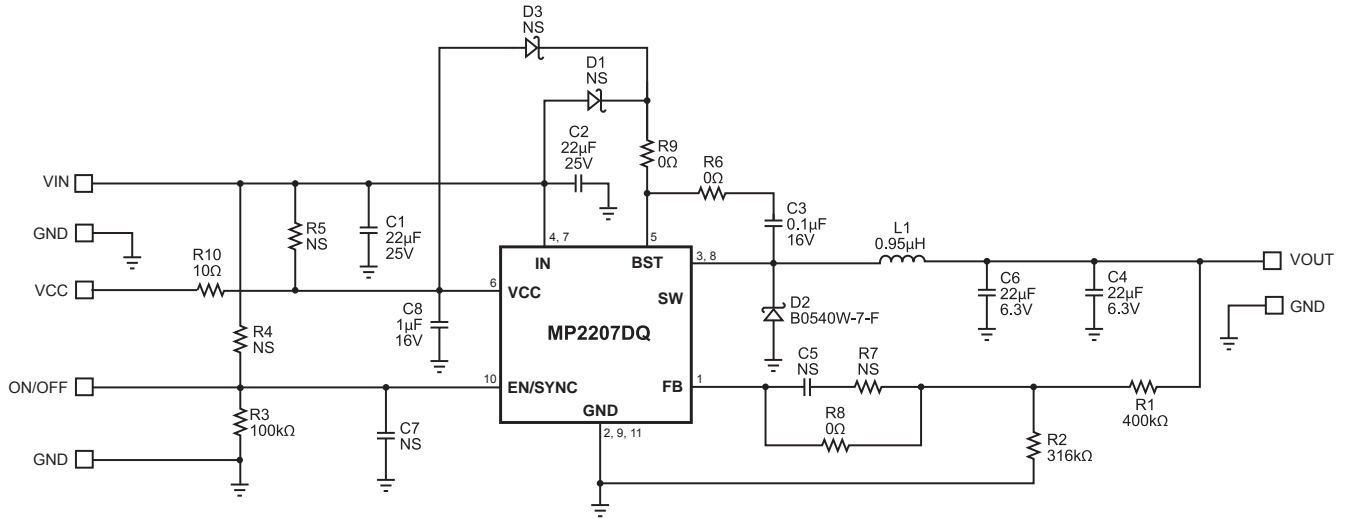 D3
NS
D1
NS
C2
22µF
25V
R9
0Ω
R6
0Ω
VIN
R5
NS
C1
22µF
25V
C3
0.1µF
16V
L1
0.95µH
GND
R10
10Ω
4, 7
5
3, 8
IN
BST
VOUT
VCC
6
VCC
SW
C8
1µF
16V
D2
B0540W-7-F
C6
22µF
6.3V
C4
22µF
6.3V
GND
R4
NS
MP2207DQ
C5
NS
R7
NS
ON/OFF
10
EN/SYNC
FB
1
R3
100kΩ
C7
NS
GND
2, 9, 11
R8
0Ω
R1
400kΩ
R2
316kΩ
GND